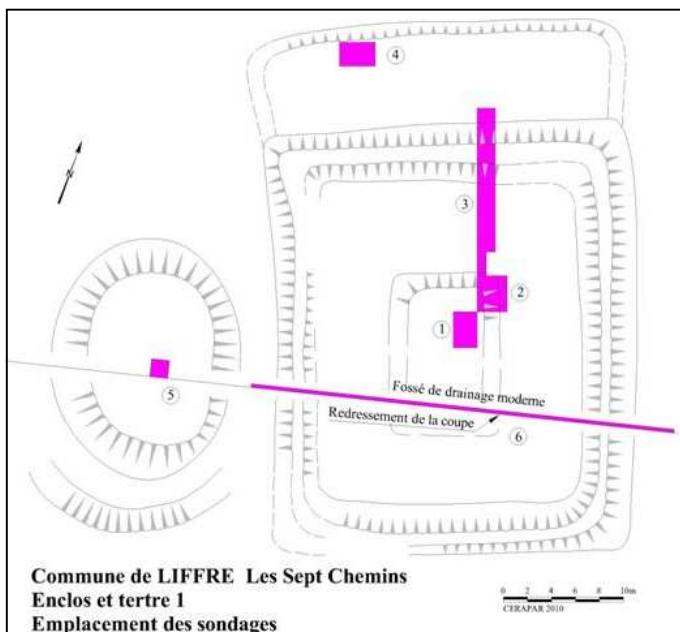 4
N
3
2
1
5
Fossé de drainage moderne
Redressement de la coupe
6
Commune de LIFFRE Les Sept Chemins
Enclos et tertre 1
Emplacement des sondages
0 2 4 6 8 10m
CERAPAR 2010